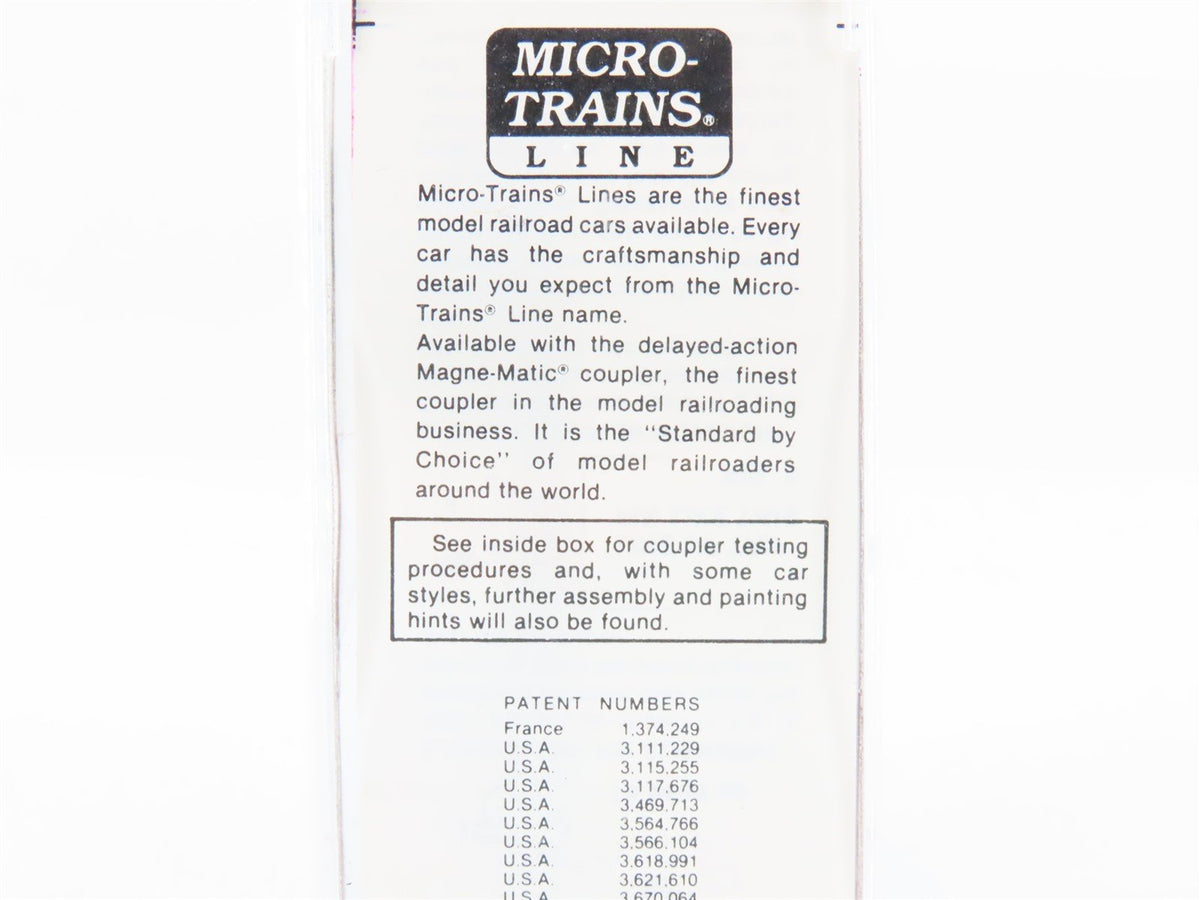 MICRO-
TRAINS®
LINE
Micro-Trains® Lines are the finest
model railroad cars available. Every
car has the craftsmanship and
detail you expect from the Micro-
Trains® Line name.
Available with the delayed-action
Magne-Matic® coupler, the finest
coupler in the model railroading
business. It is the "Standard by
Choice" of model railroaders
around the world.
See inside box for coupler testing
procedures and, with some car
styles, further assembly and painting
hints will also be found.
PATENT NUMBERS
France 1,374,249
U.S.A. 3,111,229
U.S.A. 3,115,255
U.S.A. 3,117,676
U.S.A. 3,469,713
U.S.A. 3,564,766
U.S.A. 3,566,104
U.S.A. 3,618,991
U.S.A. 3,621,610
U.S.A. 3,670,064